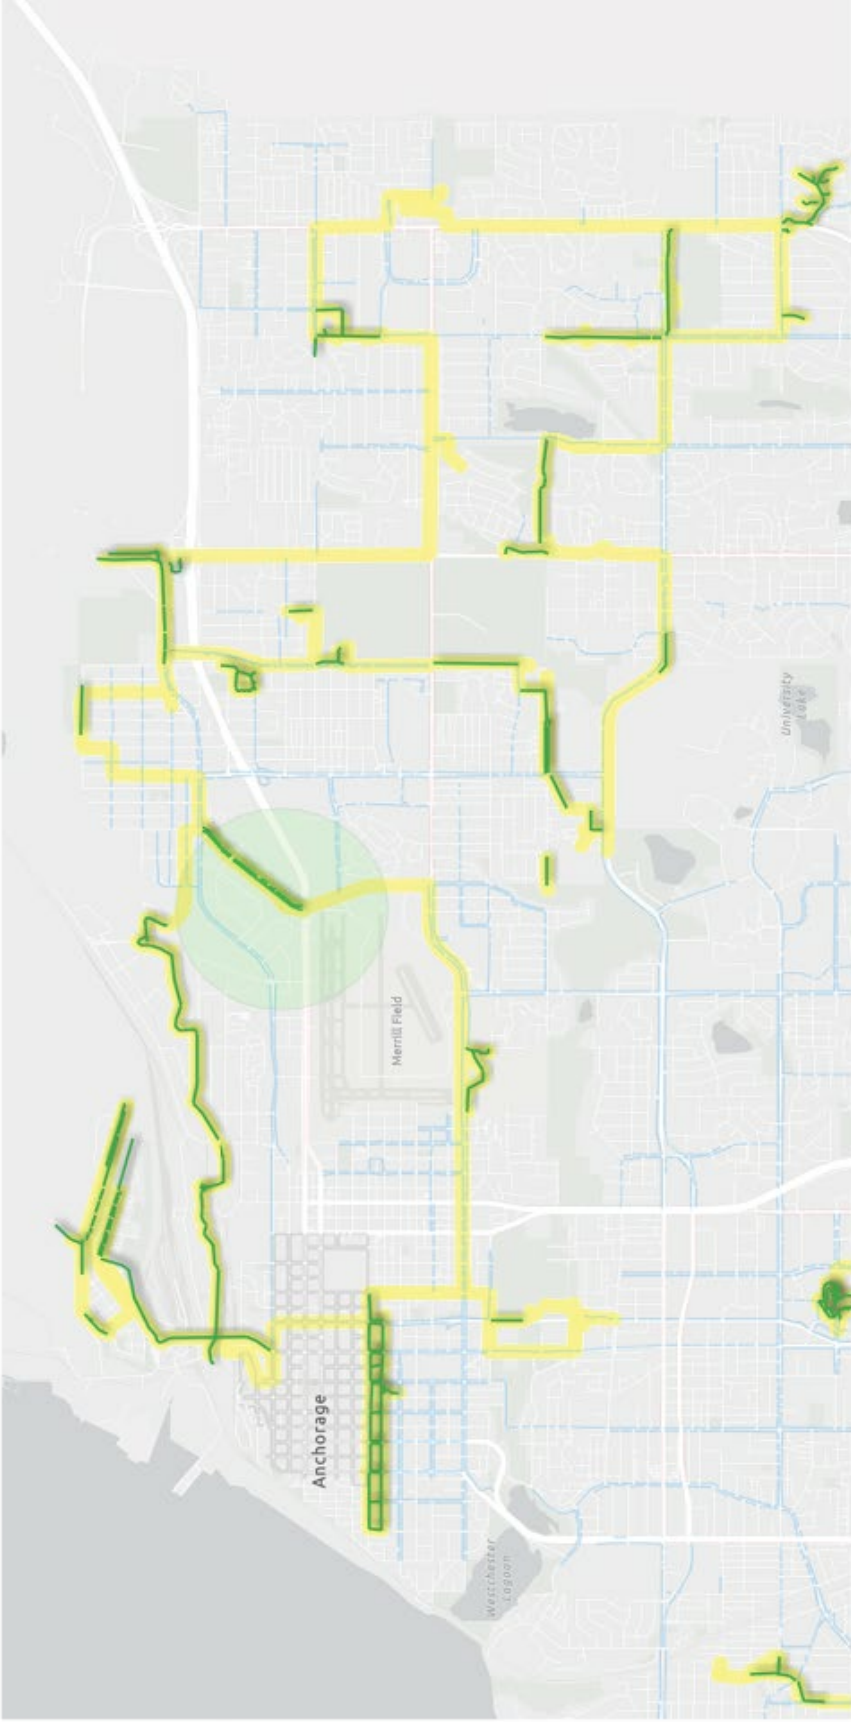 University
Lake
Merrill Field
Anchorage
Westchester
Lagoon